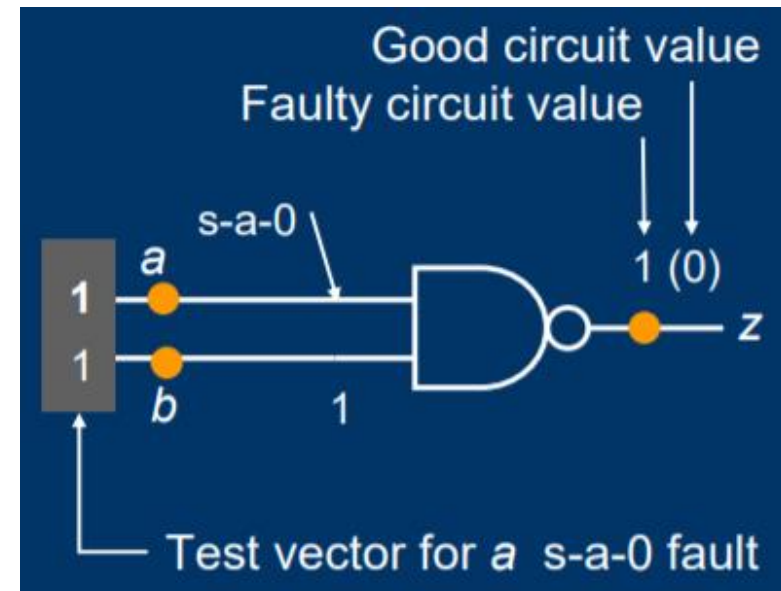 Good circuit value
Faulty circuit value
s-a-0
1 (0)
a
1
z
1
b
1
Test vector for a s-a-0 fault